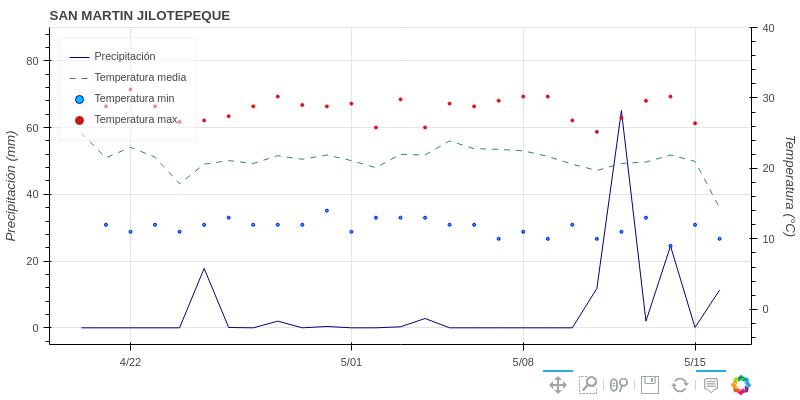 SAN MARTIN JILOTEPEQUE
Precipitación
Temperatura media
Temperatura min
Temperatura max
Precipitación (mm)
80
60
40
20
0
Temperatura (°C)
40
30
20
10
0
4/22
5/01
5/08
5/15